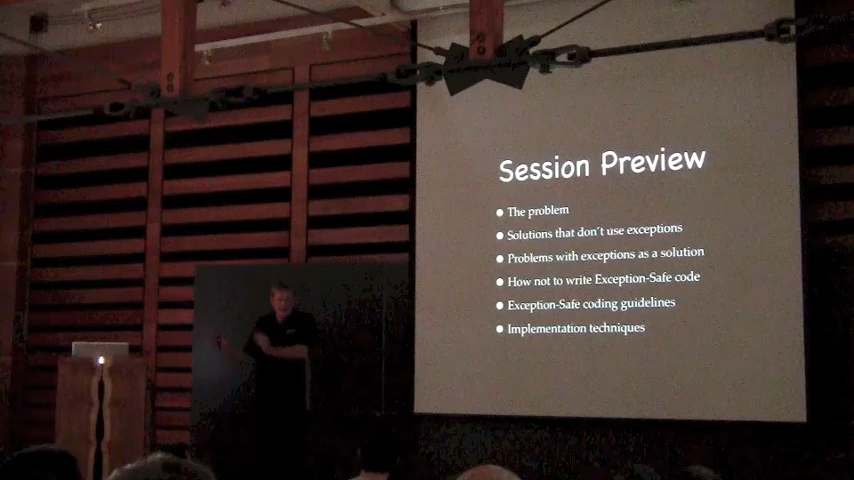 Session Preview
• The problem
• Solutions that don't use exceptions
• Problems with exceptions as a solution
• How not to write Exception-Safe code
• Exception-Safe coding guidelines
• Implementation techniques